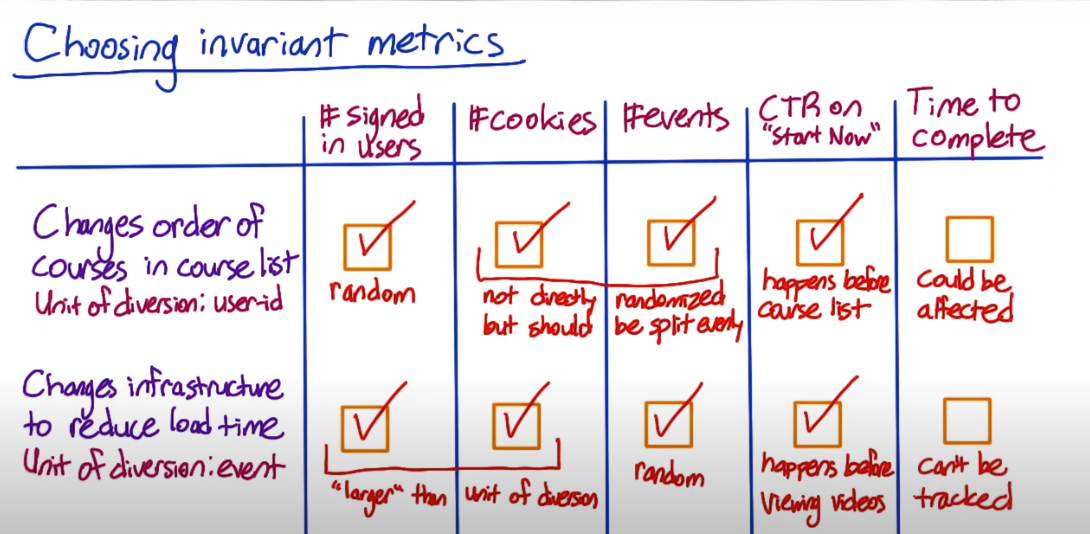 Choosing invariant metrics
#signed in users
#cookies
#events
CTR on "Start Now"
Time to complete
Changes order of courses in course list
Unit of diversion: user-id
random
not directly randomized
but should be split evenly
happens before course list
could be affected
Changes infrastructure to reduce load time
Unit of diversion: event
"larger" than unit of diversion
random
happens before viewing videos
can't be tracked